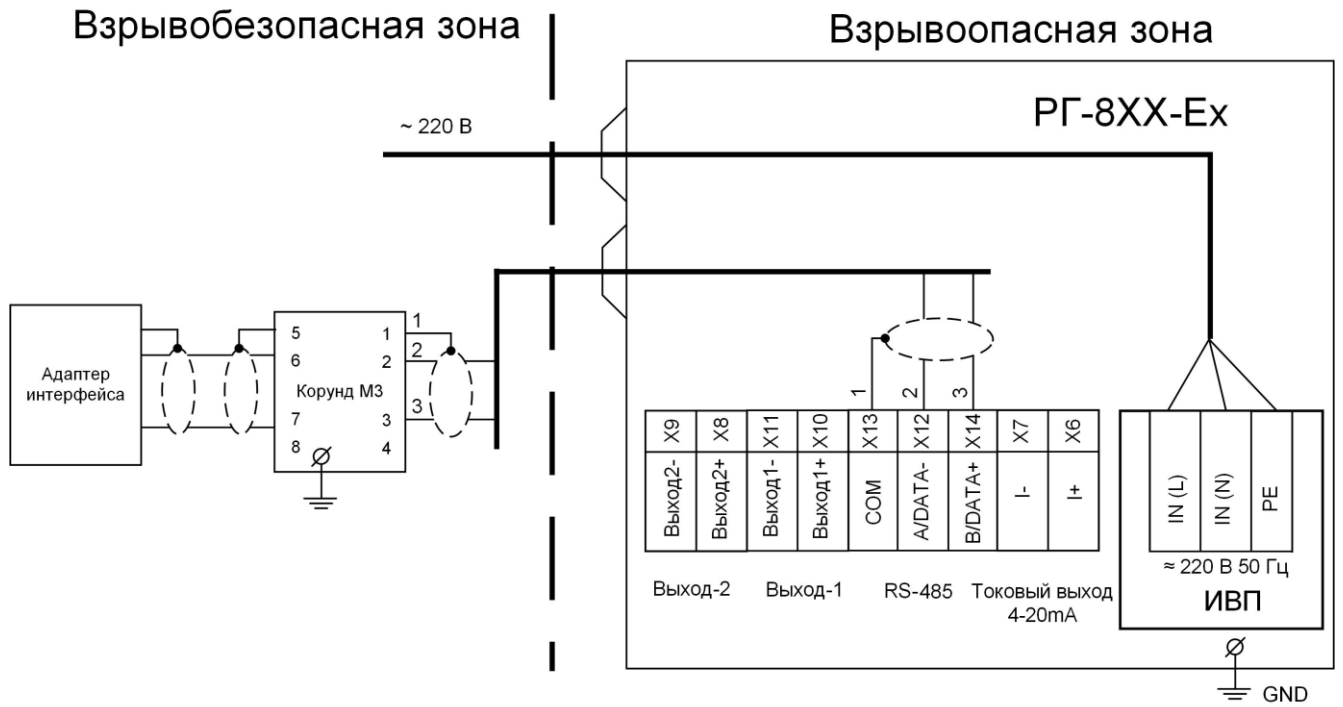 Взрывобезопасная зона
Взрывоопасная зона
РГ-8ХХ-Ех
~ 220 В
Адаптер
интерфейса
5
6
7
8
Корунд М3
1
2
3
4
1
2
3
1
2
3
X9
X8
X11
X10
X13
X12
X14
X7
X6
Выход2-
Выход2+
Выход1-
Выход1+
COM
A/DATA-
B/DATA+
I-
I+
Выход-2
Выход-1
RS-485
Токовый выход
4-20mA
IN (L)
IN (N)
PE
≈ 220 В 50 Гц
ИВП
GND